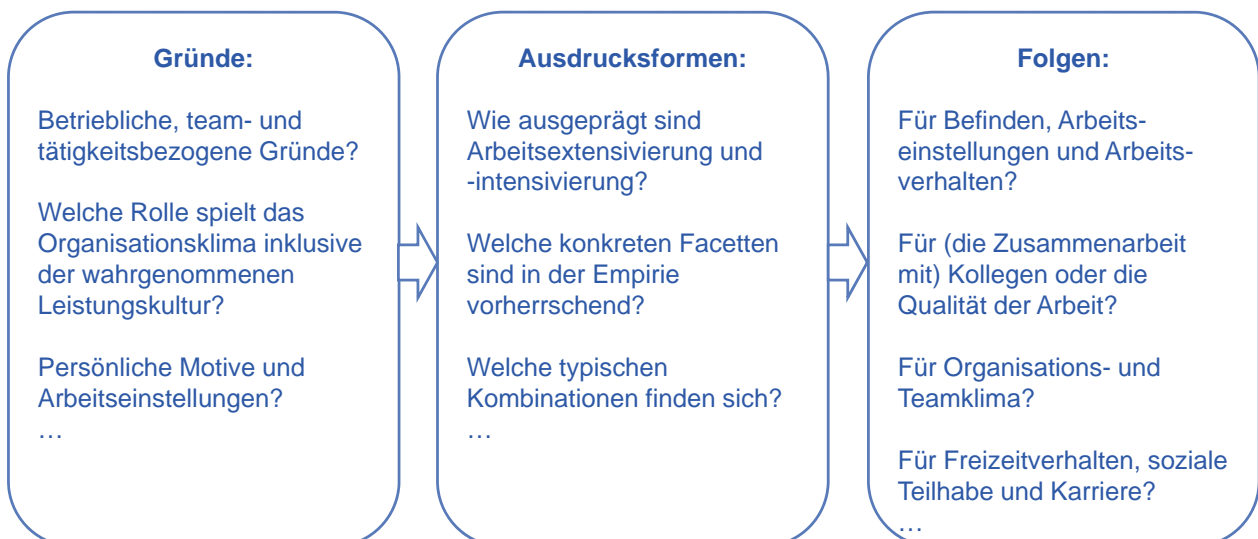 Gründe:
Betriebliche, team- und
tätigkeitsbezogene Gründe?
Welche Rolle spielt das
Organisationsklima inklusive
der wahrgenommenen
Leistungskultur?
Persönliche Motive und
Arbeitseinstellungen?
…
Ausdrucksformen:
Wie ausgeprägt sind
Arbeitsextensivierung und
-intensivierung?
Welche konkreten Facetten
sind in der Empirie
vorherrschend?
Welche typischen
Kombinationen finden sich?
…
Folgen:
Für Befinden, Arbeits-
einstellungen und Arbeits-
verhalten?
Für (die Zusammenarbeit
mit) Kollegen oder die
Qualität der Arbeit?
Für Organisations- und
Teamklima?
Für Freizeitverhalten, soziale
Teilhabe und Karriere?
…